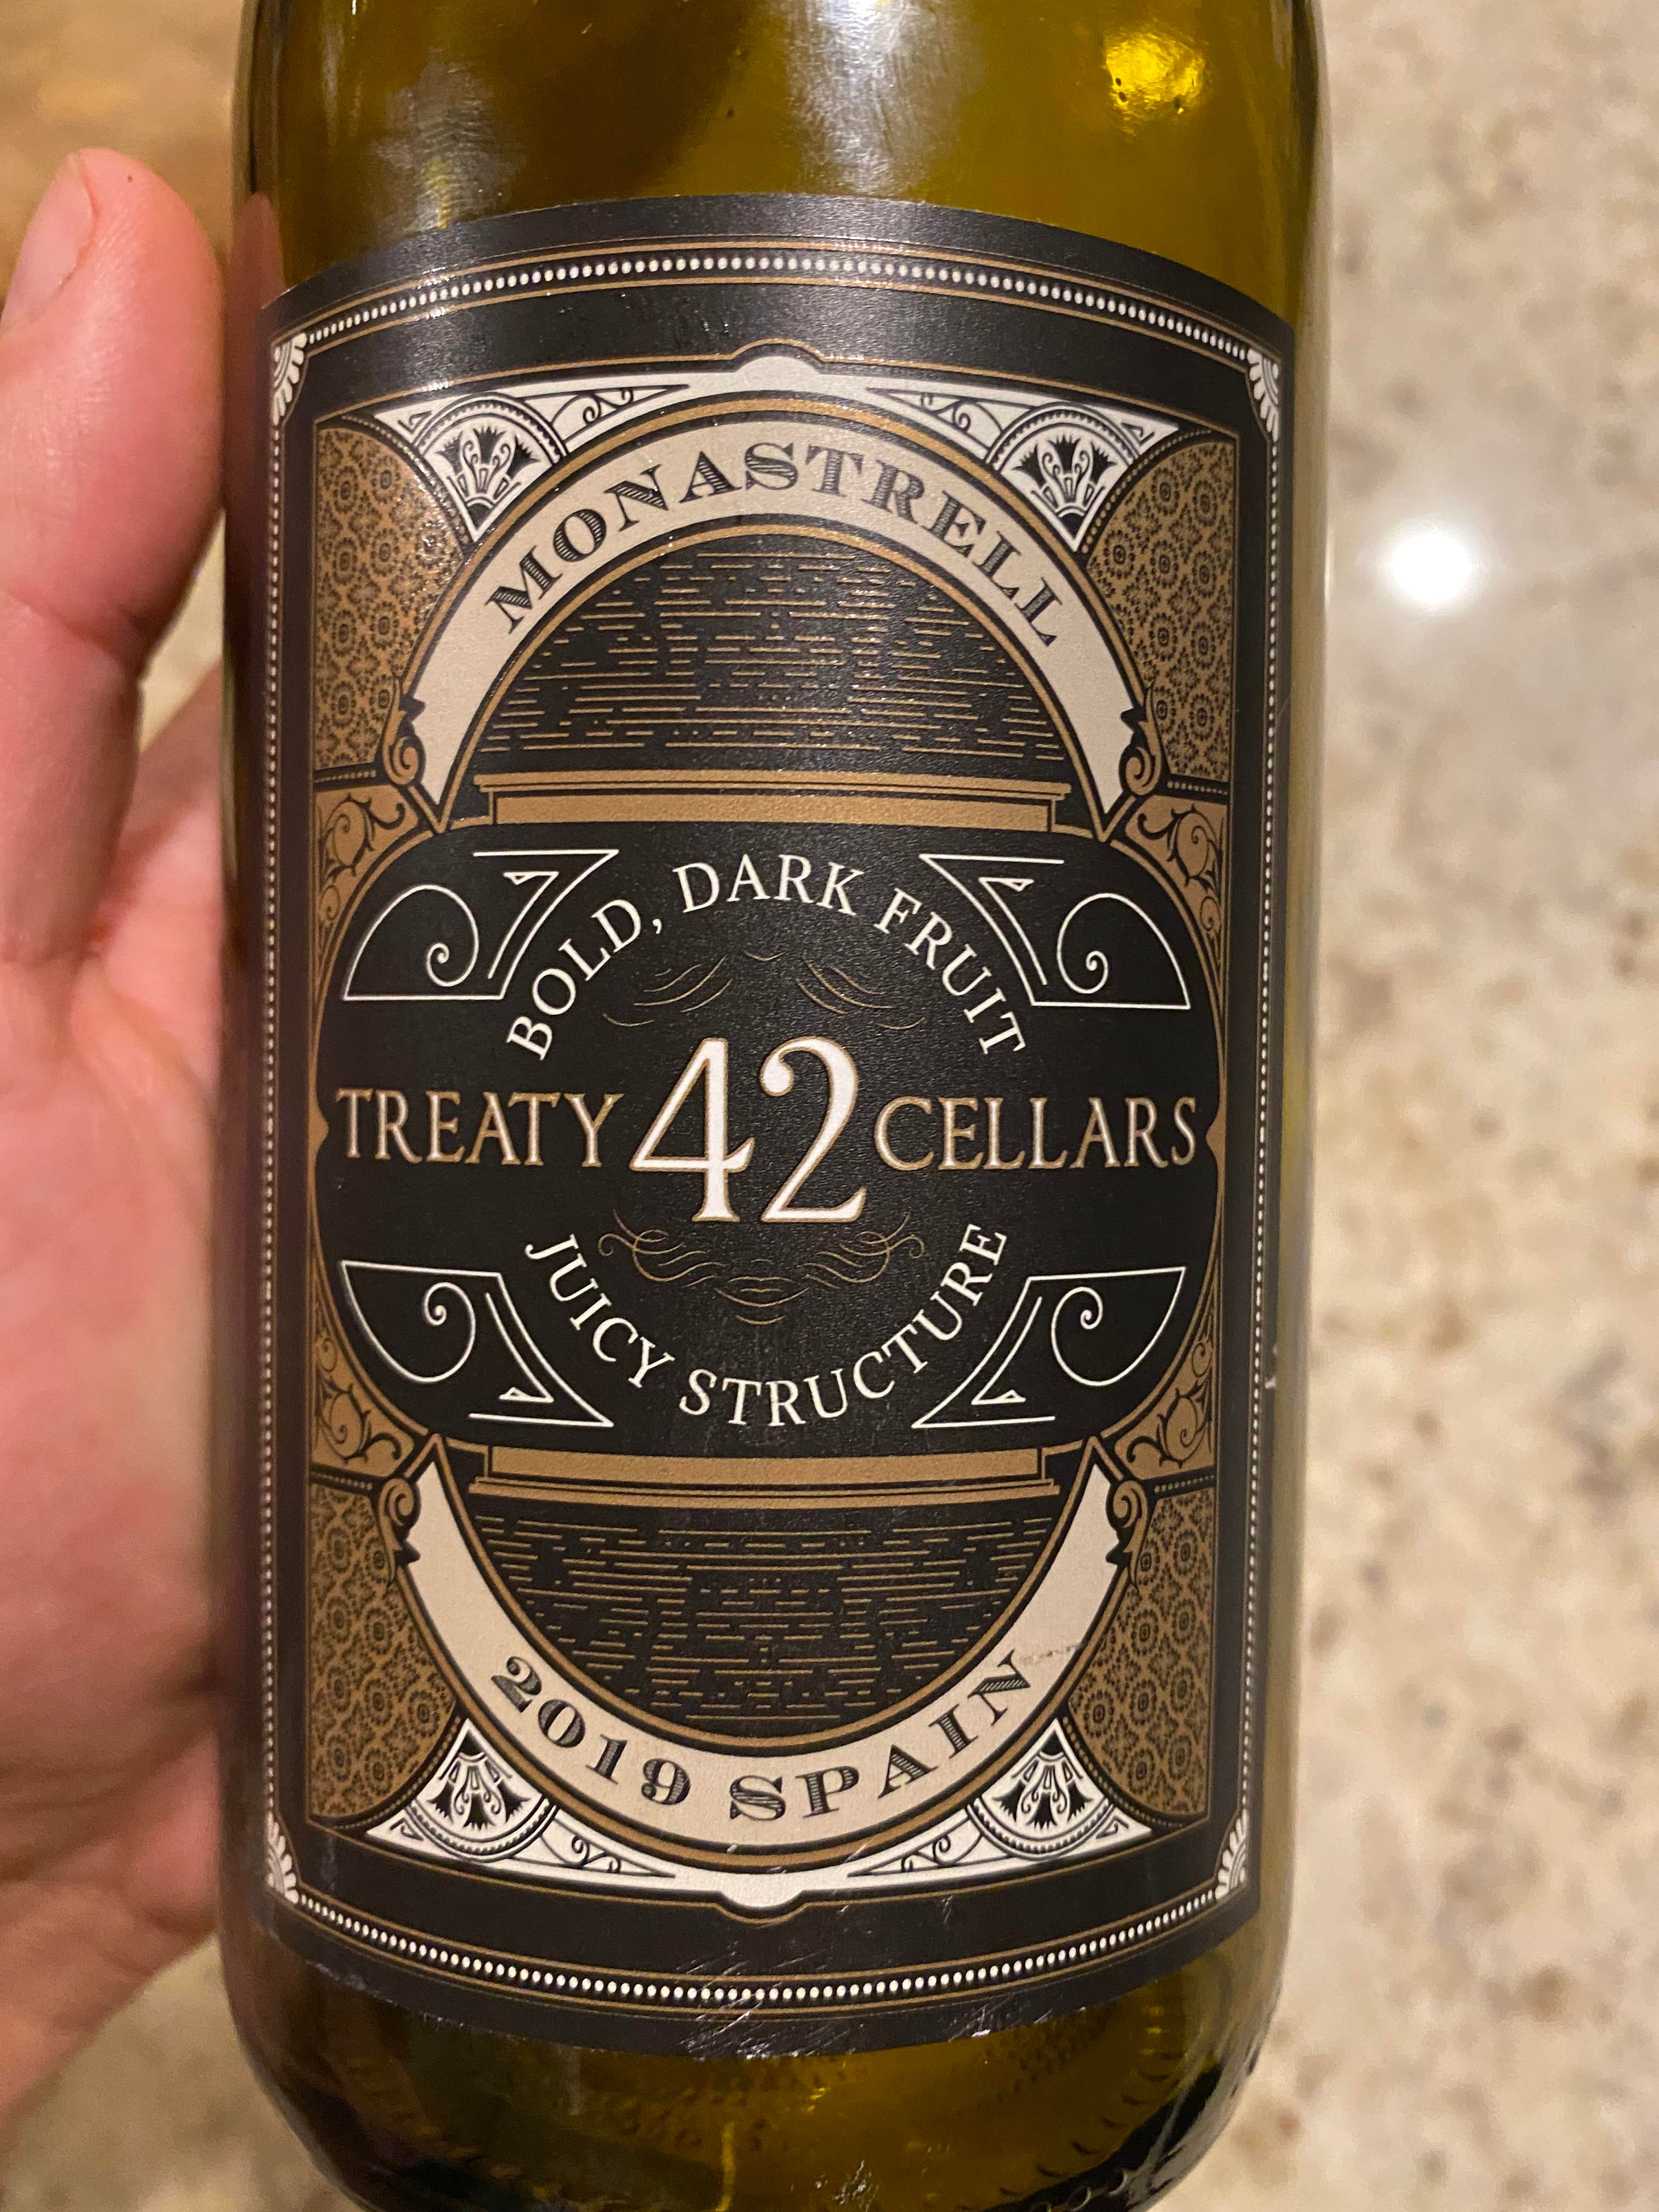 MONASTRELL
BOLD, DARK FRUIT
TREATY 42 CELLARS
JUICY STRUCTURE
2019 SPAIN